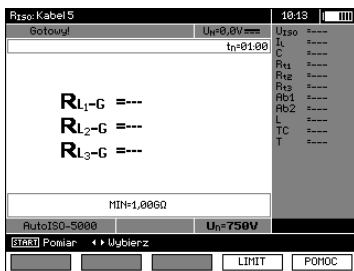 RISO: Kabel 5 10:13
Gotowy! UN=0,0V
tn=01:00
RL1-G =---
RL2-G =---
RL3-G =---
MIN=1,00GΩ
AutoISO-5000 Un=750V
UISO =---
IL =---
C =---
Rt1 =---
Rt2 =---
Rt3 =---
Ab1 =---
Ab2 =---
L =---
TC =---
T =---
START Pomiar Wybierz
LIMIT POMOC